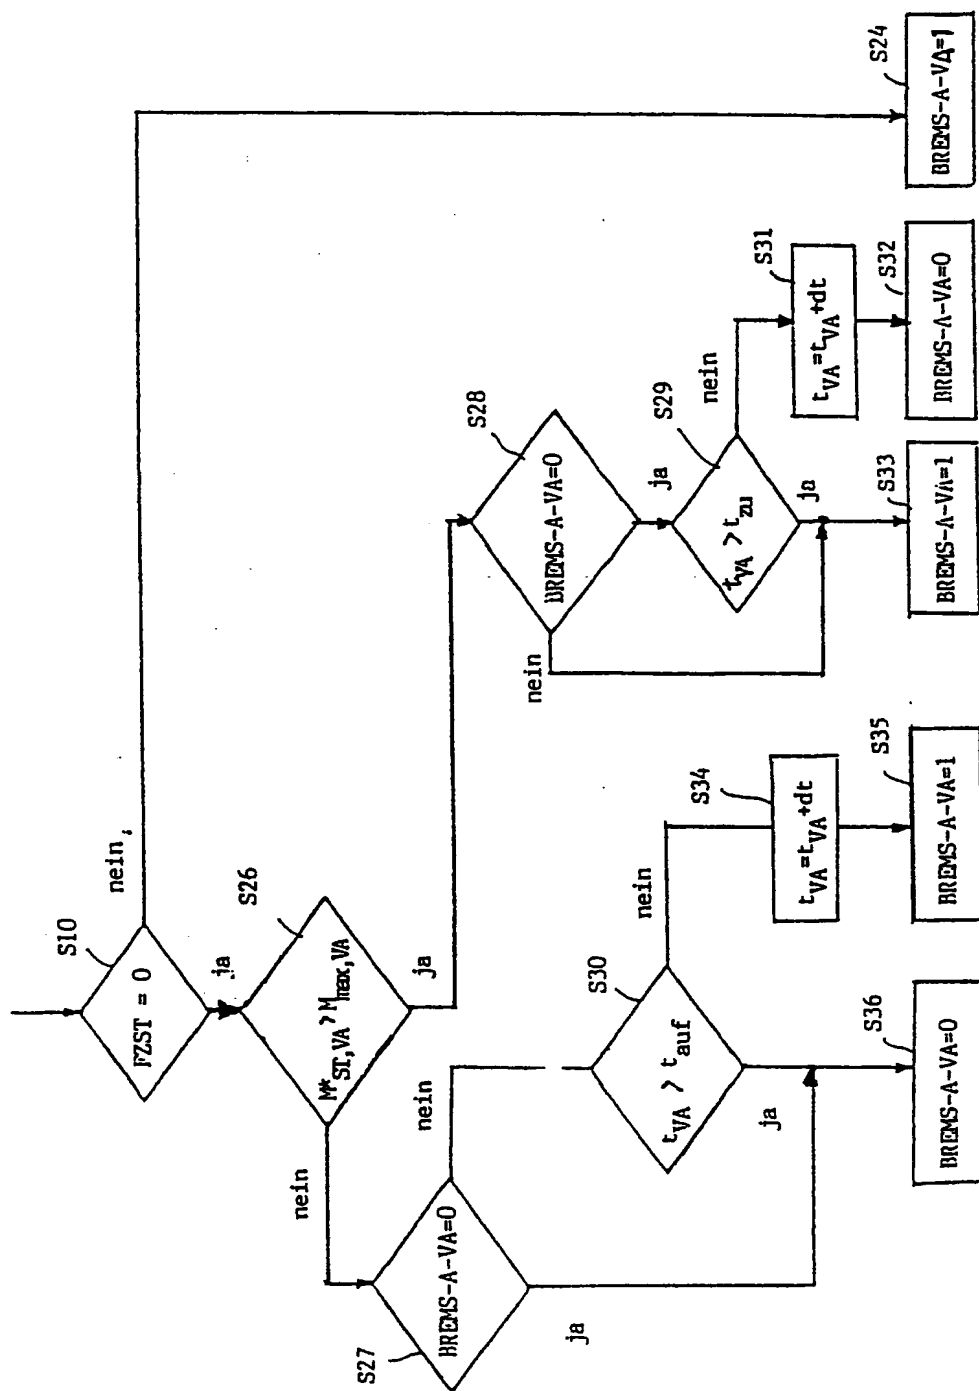 S10
FZST = 0
nein
ja
S26
M*ST,VA > Mmax,VA
nein
ja
S27
BREMS-A-VA=0
nein
ja
S28
BREMS-A-VA=0
nein
ja
S30
tVA > tauf
nein
ja
S29
tVA > tzu
nein
ja
S34
tVA=tVA+dt
S31
tVA=tVA+dt
S36
BREMS-A-VA=0
S35
BREMS-A-VA=1
S33
BREMS-A-VA=1
S32
BREMS-A-VA=0
S24
BREMS-A-VA=1